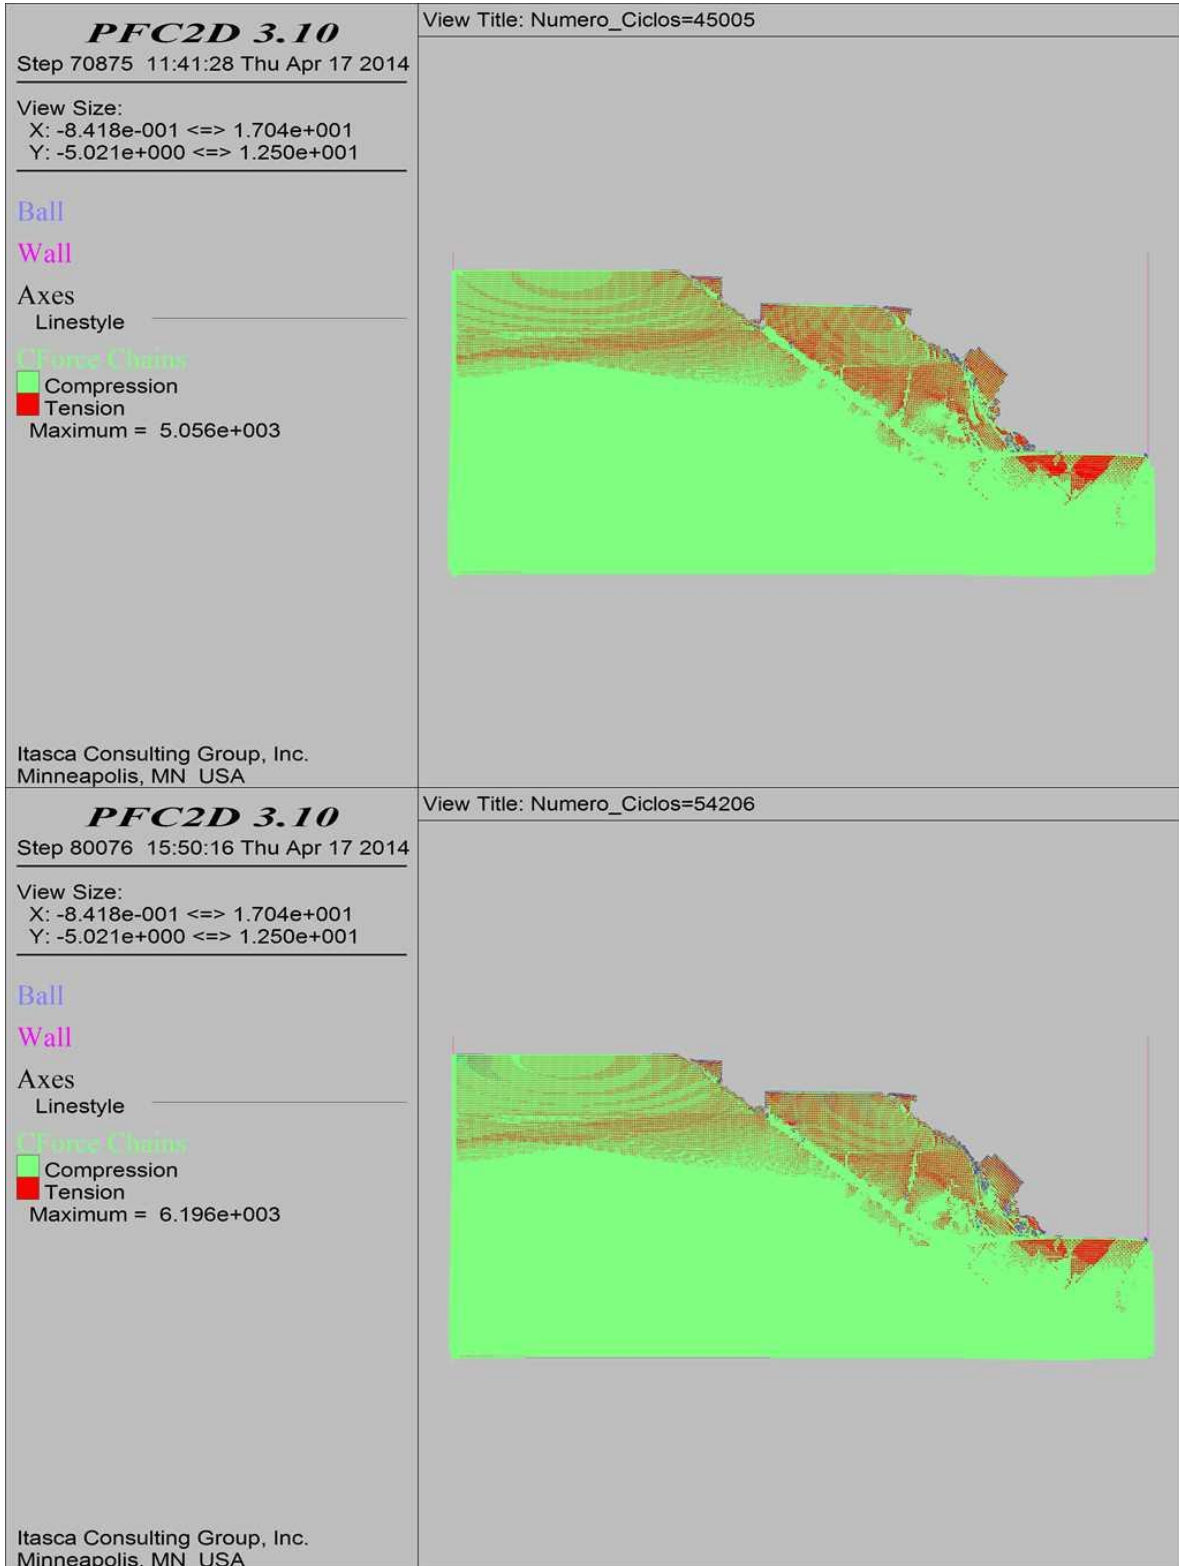 PFC2D 3.10
Step 70875 11:41:28 Thu Apr 17 2014
View Size:
X: -8.418e-001 <=> 1.704e+001
Y: -5.021e+000 <=> 1.250e+001
Ball
Wall
Axes
Linestyle
CForce Chains
Compression
Tension
Maximum = 5.056e+003
Itasca Consulting Group, Inc.
Minneapolis, MN USA
View Title: Numero_Ciclos=45005
PFC2D 3.10
Step 80076 15:50:16 Thu Apr 17 2014
View Size:
X: -8.418e-001 <=> 1.704e+001
Y: -5.021e+000 <=> 1.250e+001
Ball
Wall
Axes
Linestyle
CForce Chains
Compression
Tension
Maximum = 6.196e+003
Itasca Consulting Group, Inc.
Minneapolis, MN USA
View Title: Numero_Ciclos=54206